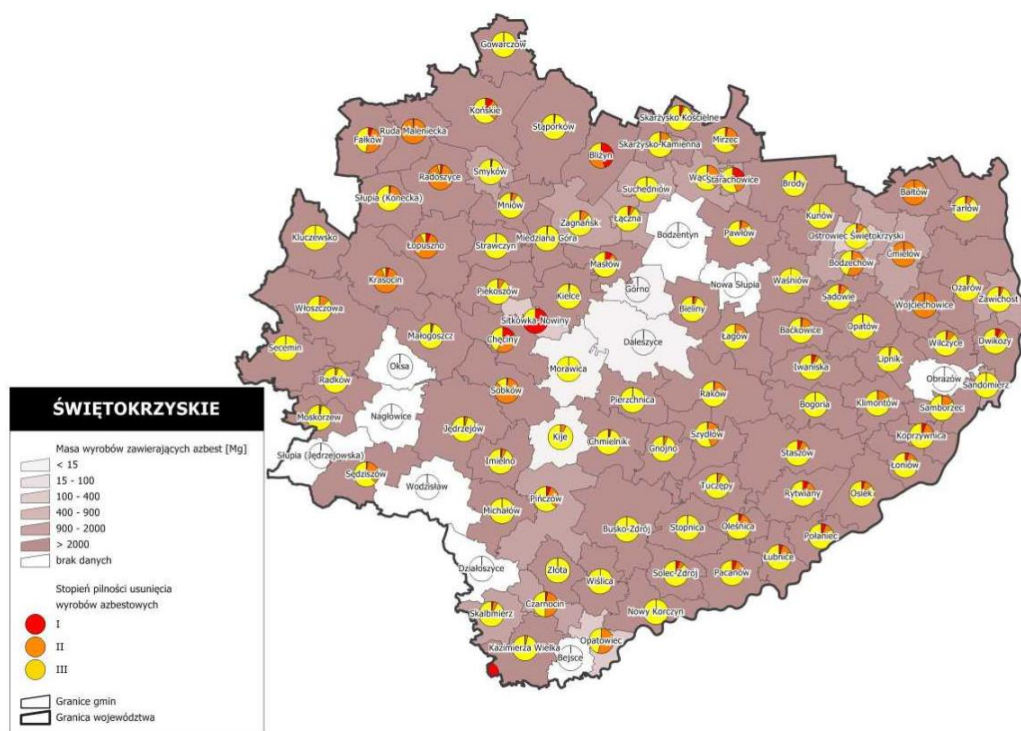 Gowarczów
Końskie
Skarżysko Kościelne
Fałków
Ruda Maleniecka
Stąporków
Skarżysko-Kamienna
Mirzec
Bliżyn
Radoszyce
Smyków
Starachowice
Brody
Bałtów
Słupia (Konecka)
Suchedniów
Tarłów
Mniów
Zagnańsk
Łączna
Kunów
Kluczewsko
Łopuszno
Strawczyn
Miedziana Góra
Bodzentyn
Pawłów
Ostrowiec Świętokrzyski
Ćmielów
Masłów
Bodzechów
Krasocin
Piekoszów
Kielce
Górno
Nowa Słupia
Waśniów
Sadowie
Ożarów
Zawichost
Włoszczowa
Sitkówka-Nowiny
Bieliny
Wojciechowice
Secemin
Małogoszcz
Chęciny
Daleszyce
Łagów
Baćkowice
Opatów
Wilczyce
Dwikozy
Radków
Oksa
Morawica
Iwaniska
Lipnik
Obrazów
Sandomierz
Moskorzew
Nagłowice
Sobków
Pierzchnica
Raków
Bogoria
Klimontów
Samborzec
Słupia (Jędrzejowska)
Jędrzejów
Kije
Chmielnik
Gnojno
Szydłów
Staszów
Koprzywnica
Sędziszów
Imielno
Łoniów
Wodzisław
Michałów
Pińczów
Tuczępy
Rytwiany
Osiek
Busko-Zdrój
Stopnica
Oleśnica
Połaniec
Działoszyce
Złota
Wiślica
Solec-Zdrój
Pacanów
Łubnice
Skalbmierz
Czarnocin
Nowy Korczyn
Kazimierza Wielka
Opatowiec
Bejsce
ŚWIĘTOKRZYSKIE
Masa wyrobów zawierających azbest [Mg]
< 15
15 - 100
100 - 400
400 - 900
900 - 2000
> 2000
brak danych
Stopień pilności usunięcia
wyrobów azbestowych
I
II
III
Granice gmin
Granica województwa